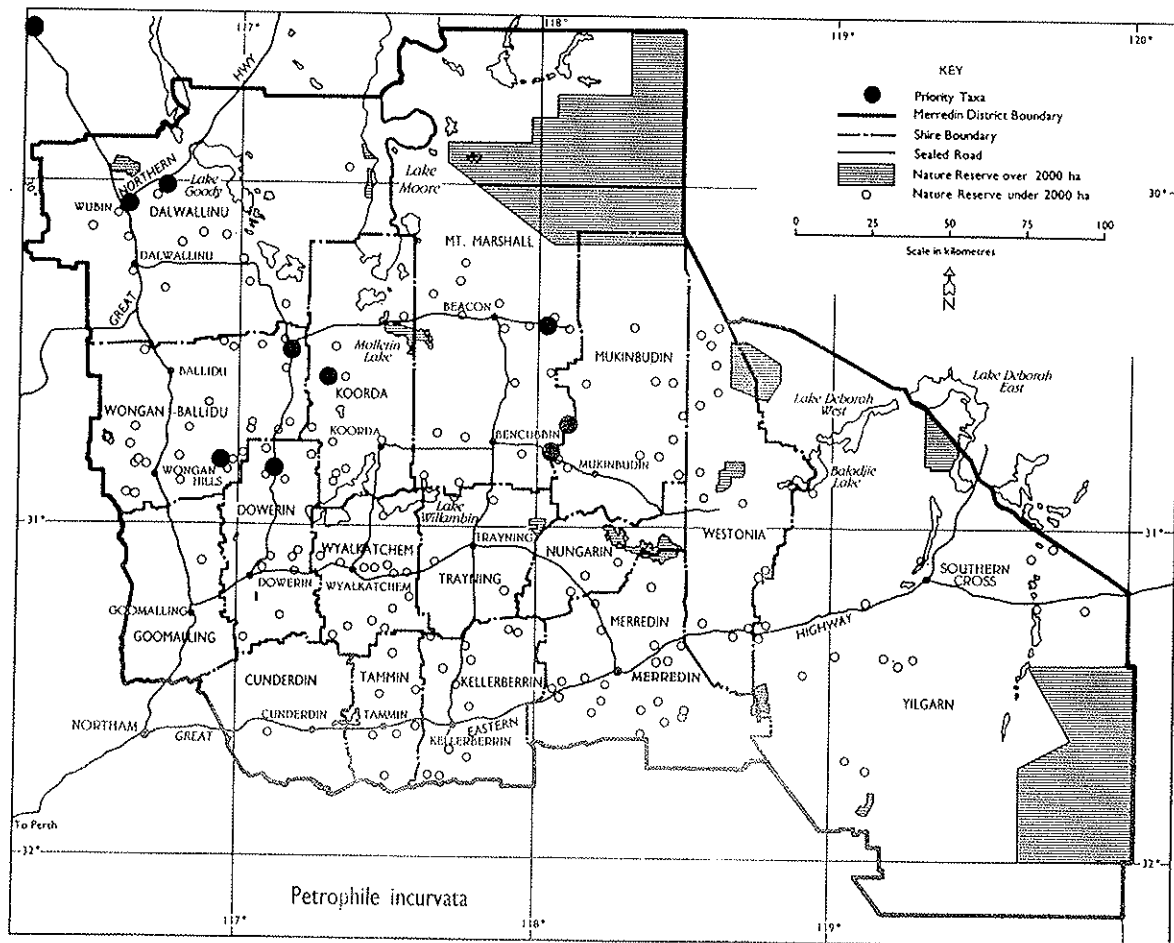 117°
118°
119°
120°
KEY
Priority Taxa
Merredin District Boundary
Shire Boundary
Sealed Road
Nature Reserve over 2000 ha
Nature Reserve under 2000 ha
0 25 50 75 100
Scale in kilometres
N
HWY
NORTHERN
Lake
Goody
30°
30°
WUBIN
DALWALLINU
Lake
Moore
MT. MARSHALL
DALWALLINU
GREAT
BEACON
Mollerin
Lake
MUKINBUDIN
BALLIDU
KOORDA
Lake Deborah
East
Lake Deborah
West
WONGAN-BALLIDU
KOORDA
BENCUBBIN
WONGAN
HILLS
MUKINBUDIN
Baladjie
Lake
DOWERIN
Lake
Wallambin
31°
31°
WYALKATCHEM
TRAYNING
NUNGARIN
WESTONIA
DOWERIN
WYALKATCHEM
TRAYNING
SOUTHERN
CROSS
GOOMALLING
GOOMALLING
MERREDIN
HIGHWAY
CUNDERDIN
TAMMIN
KELLERBERRIN
MERREDIN
YILGARN
NORTHAM
CUNDERDIN
TAMMIN
GREAT
EASTERN
KELLERBERRIN
To Perth
32°
32°
Petrophile incurvata
117°
118°
119°
120°